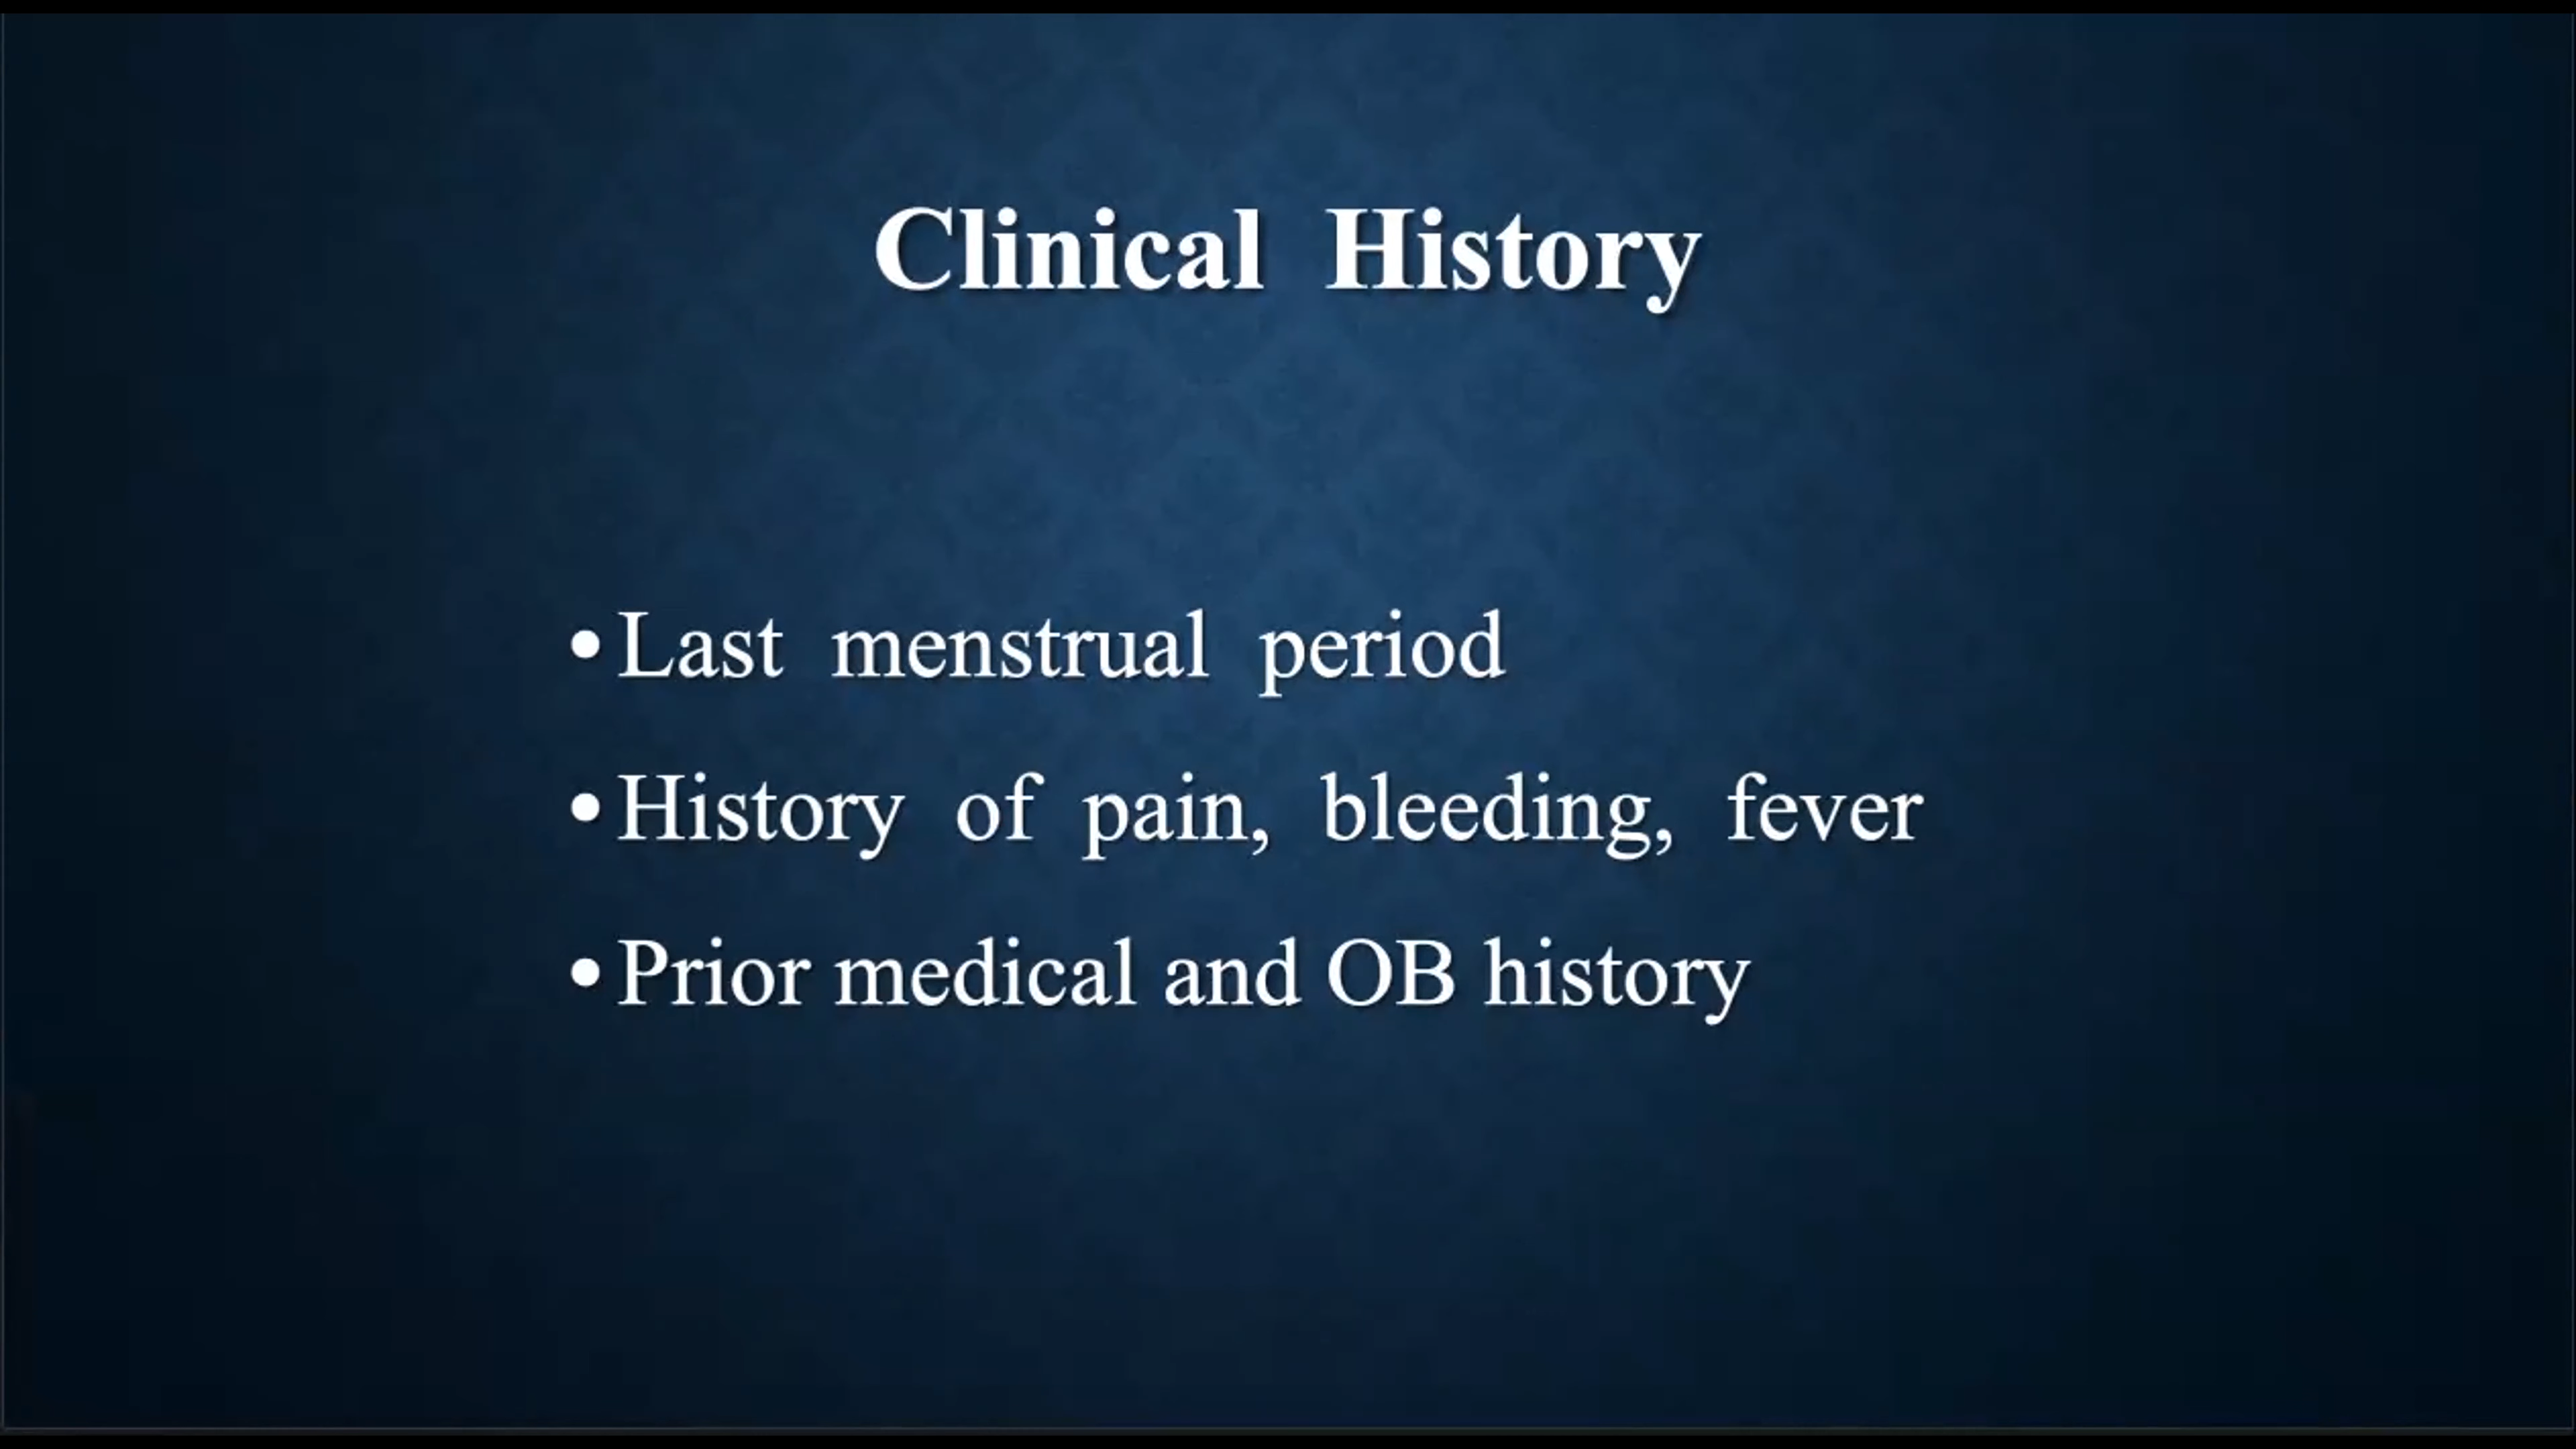 Clinical History
• Last menstrual period
• History of pain, bleeding, fever
• Prior medical and OB history